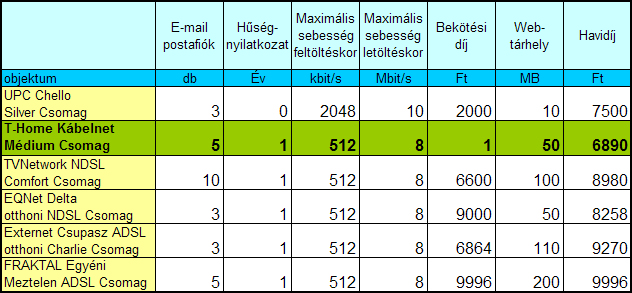 E-mail postafiók Hűség-nyilatkozat Maximális sebesség feltöltéskor Maximális sebesség letöltéskor Bekötési díj Web-tárhely Havidíj
objektum db Év kbit/s Mbit/s Ft MB Ft
UPC Chello
Silver Csomag 3 0 2048 10 2000 10 7500
T-Home Kábelnet
Médium Csomag 5 1 512 8 1 50 6890
TVNetwork NDSL
Comfort Csomag 10 1 512 8 6600 100 8980
EQNet Delta
otthoni NDSL Csomag 3 1 512 8 9000 50 8258
Externet Csupasz ADSL
otthoni Charlie Csomag 3 1 512 8 6864 110 9270
FRAKTAL Egyéni
Meztelen ADSL Csomag 5 1 512 8 9996 200 9996